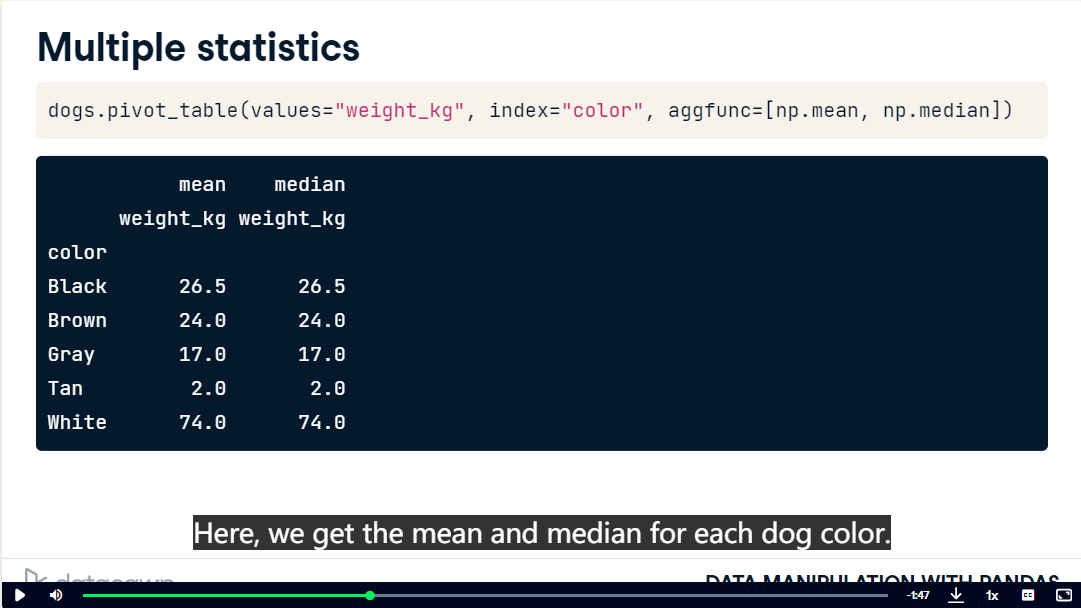 Multiple statistics
dogs.pivot_table(values="weight_kg", index="color", aggfunc=[np.mean, np.median])
mean median
weight_kg weight_kg
color
Black 26.5 26.5
Brown 24.0 24.0
Gray 17.0 17.0
Tan 2.0 2.0
White 74.0 74.0
Here, we get the mean and median for each dog color.
datacamp DATA MANIPULATION WITH PANDAS
-1:47 1x CC